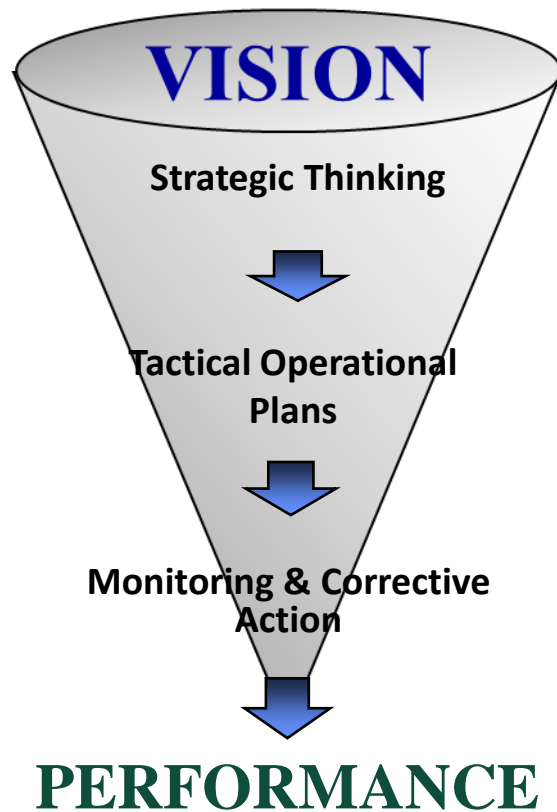 VISION
Strategic Thinking
Tactical Operational
Plans
Monitoring & Corrective
Action
PERFORMANCE